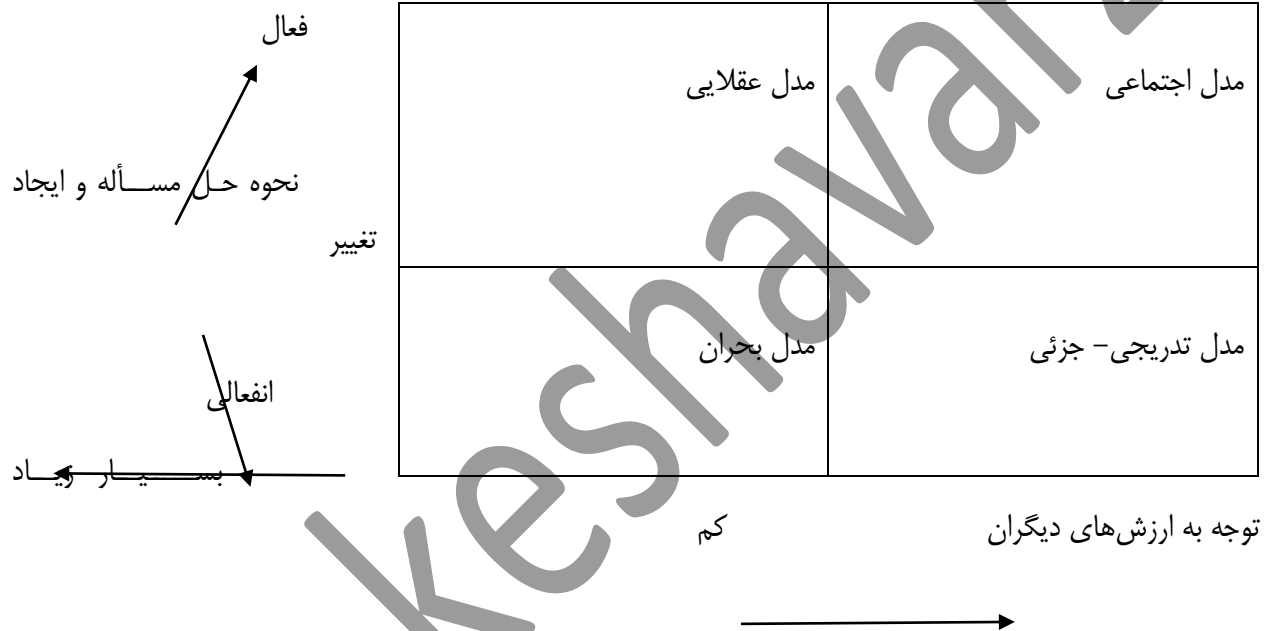 فعال
مدل اجتماعی
مدل عقلایی
نحوه حل مسأله و ایجاد
تغییر
مدل تدریجی- جزئی
مدل بحران
انفعالی
بسیار زیاد
توجه به ارزش‌های دیگران
کم
keshavarz